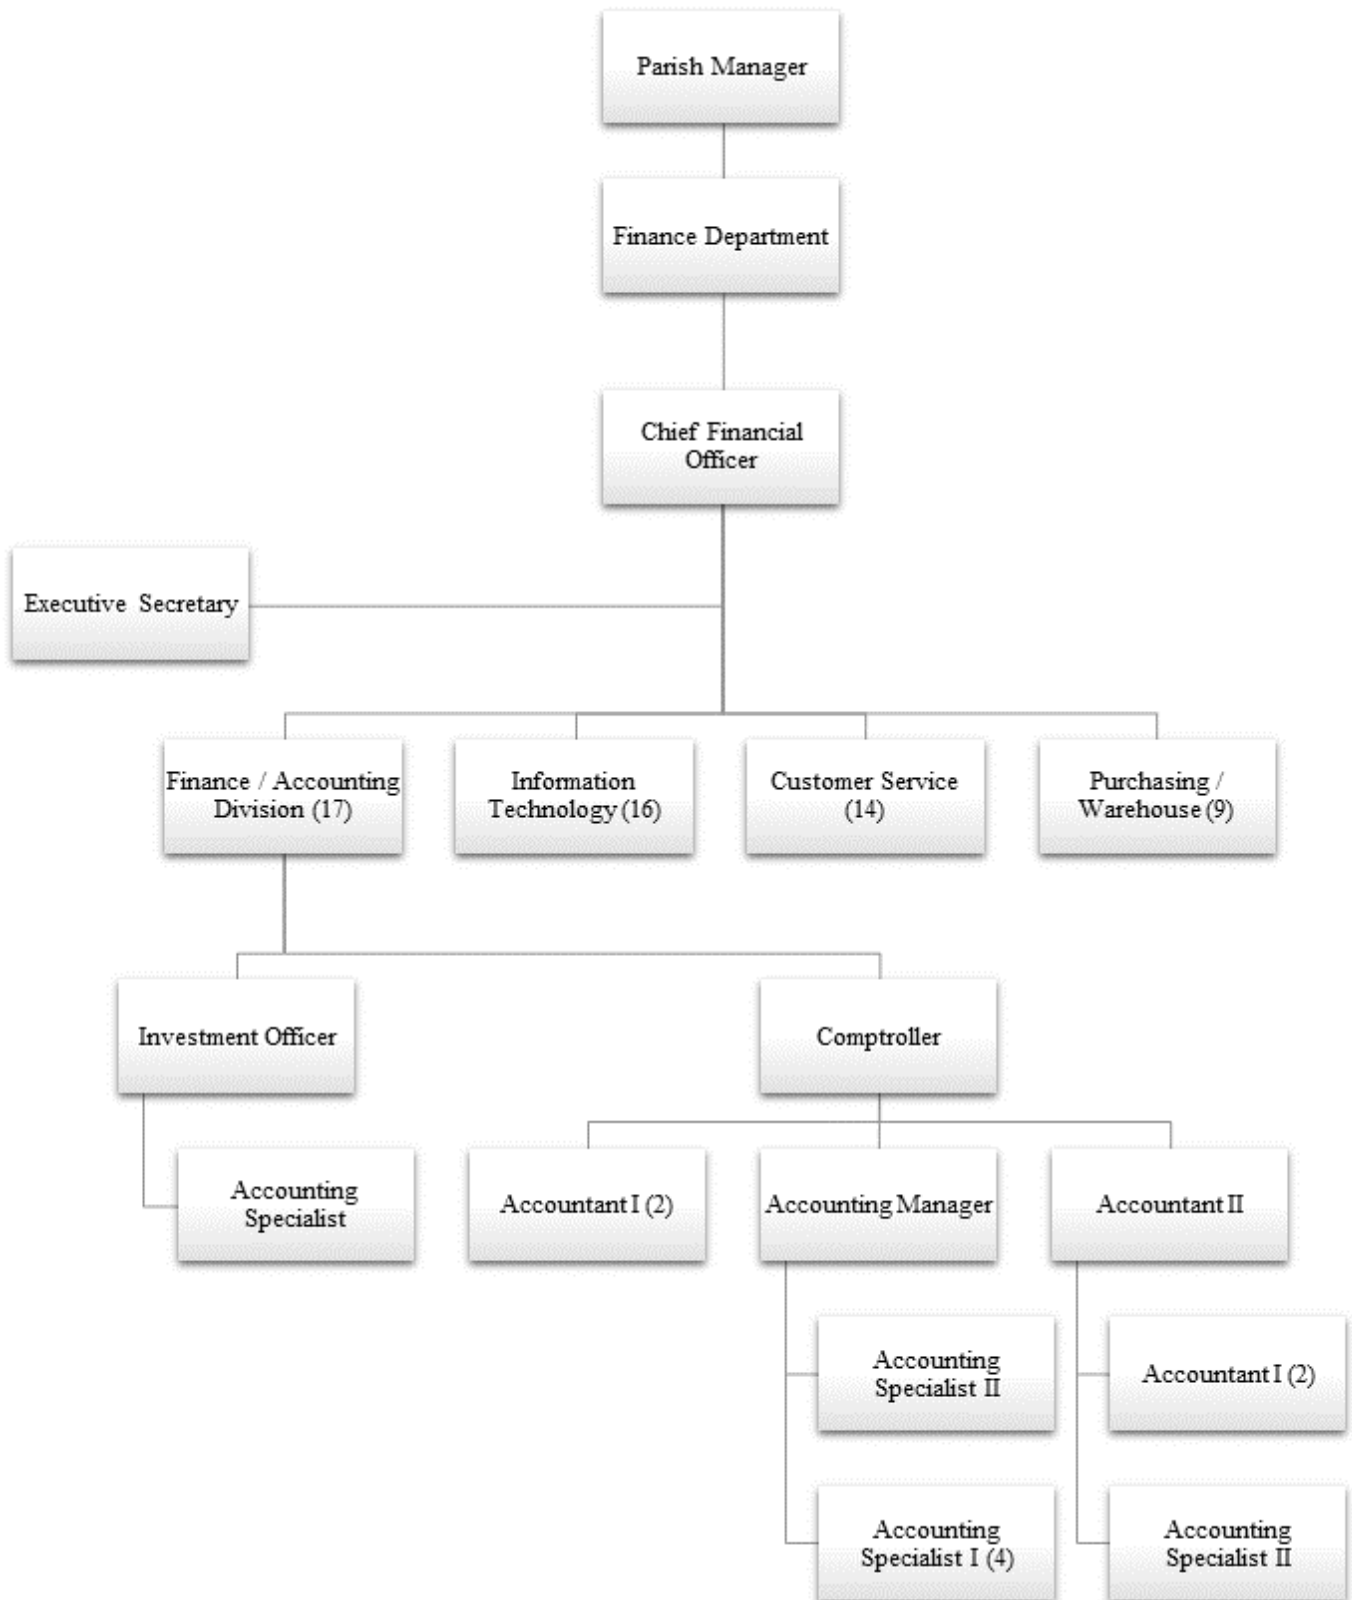 Parish Manager
Finance Department
Chief Financial
Officer
Executive Secretary
Finance / Accounting
Division (17)
Information
Technology (16)
Customer Service
(14)
Purchasing /
Warehouse (9)
Investment Officer
Comptroller
Accounting
Specialist
Accountant I (2)
Accounting Manager
Accountant II
Accounting
Specialist II
Accountant I (2)
Accounting
Specialist I (4)
Accounting
Specialist II